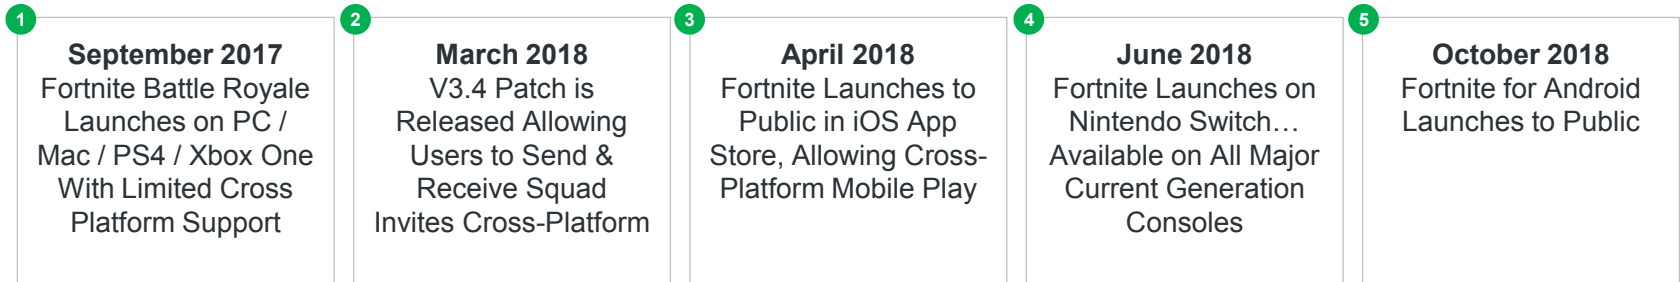 1
September 2017
Fortnite Battle Royale
Launches on PC /
Mac / PS4 / Xbox One
With Limited Cross
Platform Support
2
March 2018
V3.4 Patch is
Released Allowing
Users to Send &
Receive Squad
Invites Cross-Platform
3
April 2018
Fortnite Launches to
Public in iOS App
Store, Allowing Cross-
Platform Mobile Play
4
June 2018
Fortnite Launches on
Nintendo Switch…
Available on All Major
Current Generation
Consoles
5
October 2018
Fortnite for Android
Launches to Public